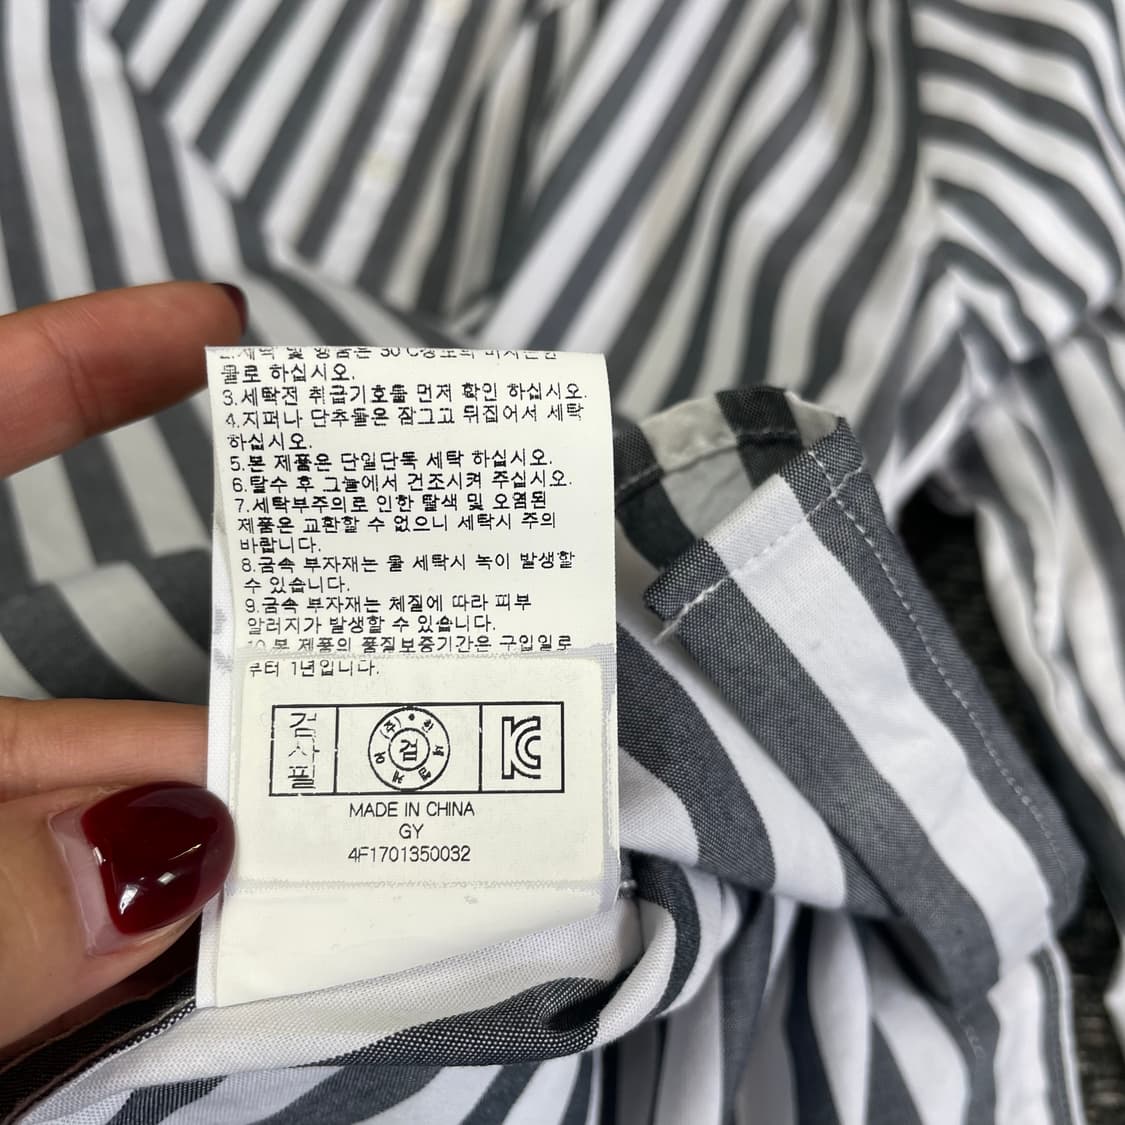 물로 하십시오.
3.세탁전 취급기호를 먼저 확인 하십시오.
4.지퍼나 단추들은 잠그고 뒤집어서 세탁
하십시오.
5.본 제품은 단일단독 세탁 하십시오.
6.탈수 후 그늘에서 건조시켜 주십시오.
7.세탁부주의로 인한 탈색 및 오염된
제품은 교환할 수 없으니 세탁시 주의
바랍니다.
8.금속 부자재는 물 세탁시 녹이 발생할
수 있습니다.
9.금속 부자재는 체질에 따라 피부
알러지가 발생할 수 있습니다.
10.본 제품의 품질보증기간은 구입일로
부터 1년입니다.
검사필
검
KC
MADE IN CHINA
GY
4F1701350032